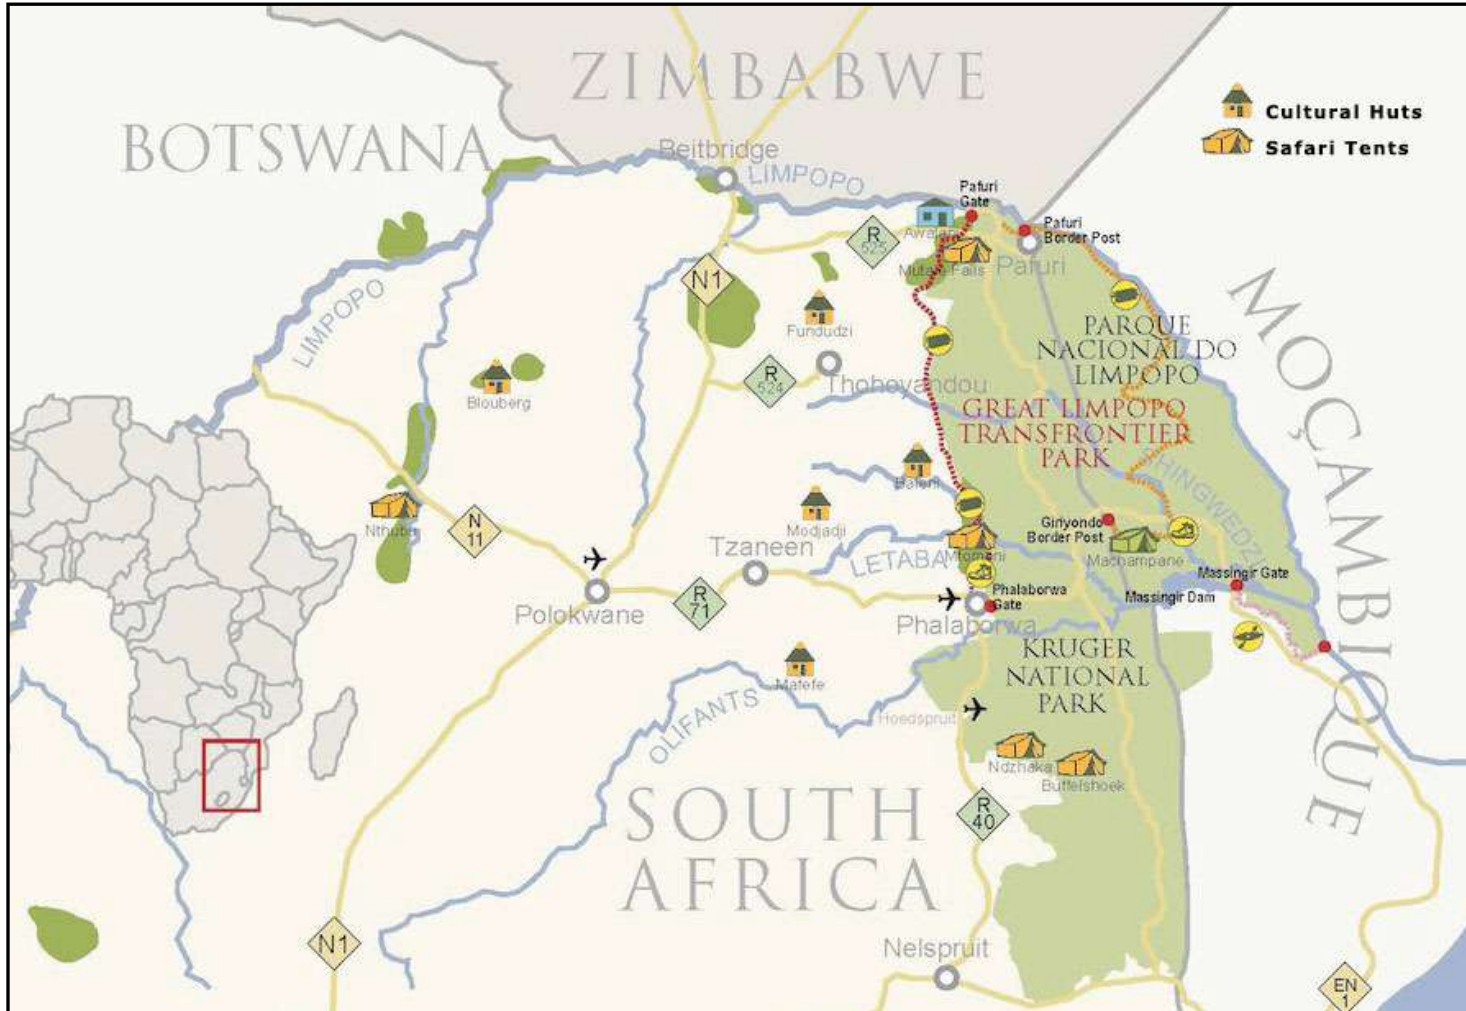 ZIMBABWE
BOTSWANA
Cultural Huts
Safari Tents
Beitbridge
LIMPOPO
Pafuri
Gate
Pafuri
Border Post
R
525
Mutale Falls
Pafuri
N1
LIMPOPO
Fundudzi
PARQUE
NACIONAL DO
LIMPOPO
MOÇAMBIQUE
R
524
Thohoyandou
Blouberg
GREAT LIMPOPO
TRANSFRONTIER
PARK
SHINGWEDZI
Baleni
Modjadji
N
11
Giriyondo
Border Post
Machampane
Tzaneen
LETABA
Mtomeni
Massingir Gate
Massingir Dam
Polokwane
R
71
Phalaborwa
Gate
Phalaborwa
KRUGER
NATIONAL
PARK
Matefe
OLIFANTS
Hoedspruit
Ndzhaka
Buffelshoek
SOUTH
AFRICA
R
40
N1
Nelspruit
EN
1